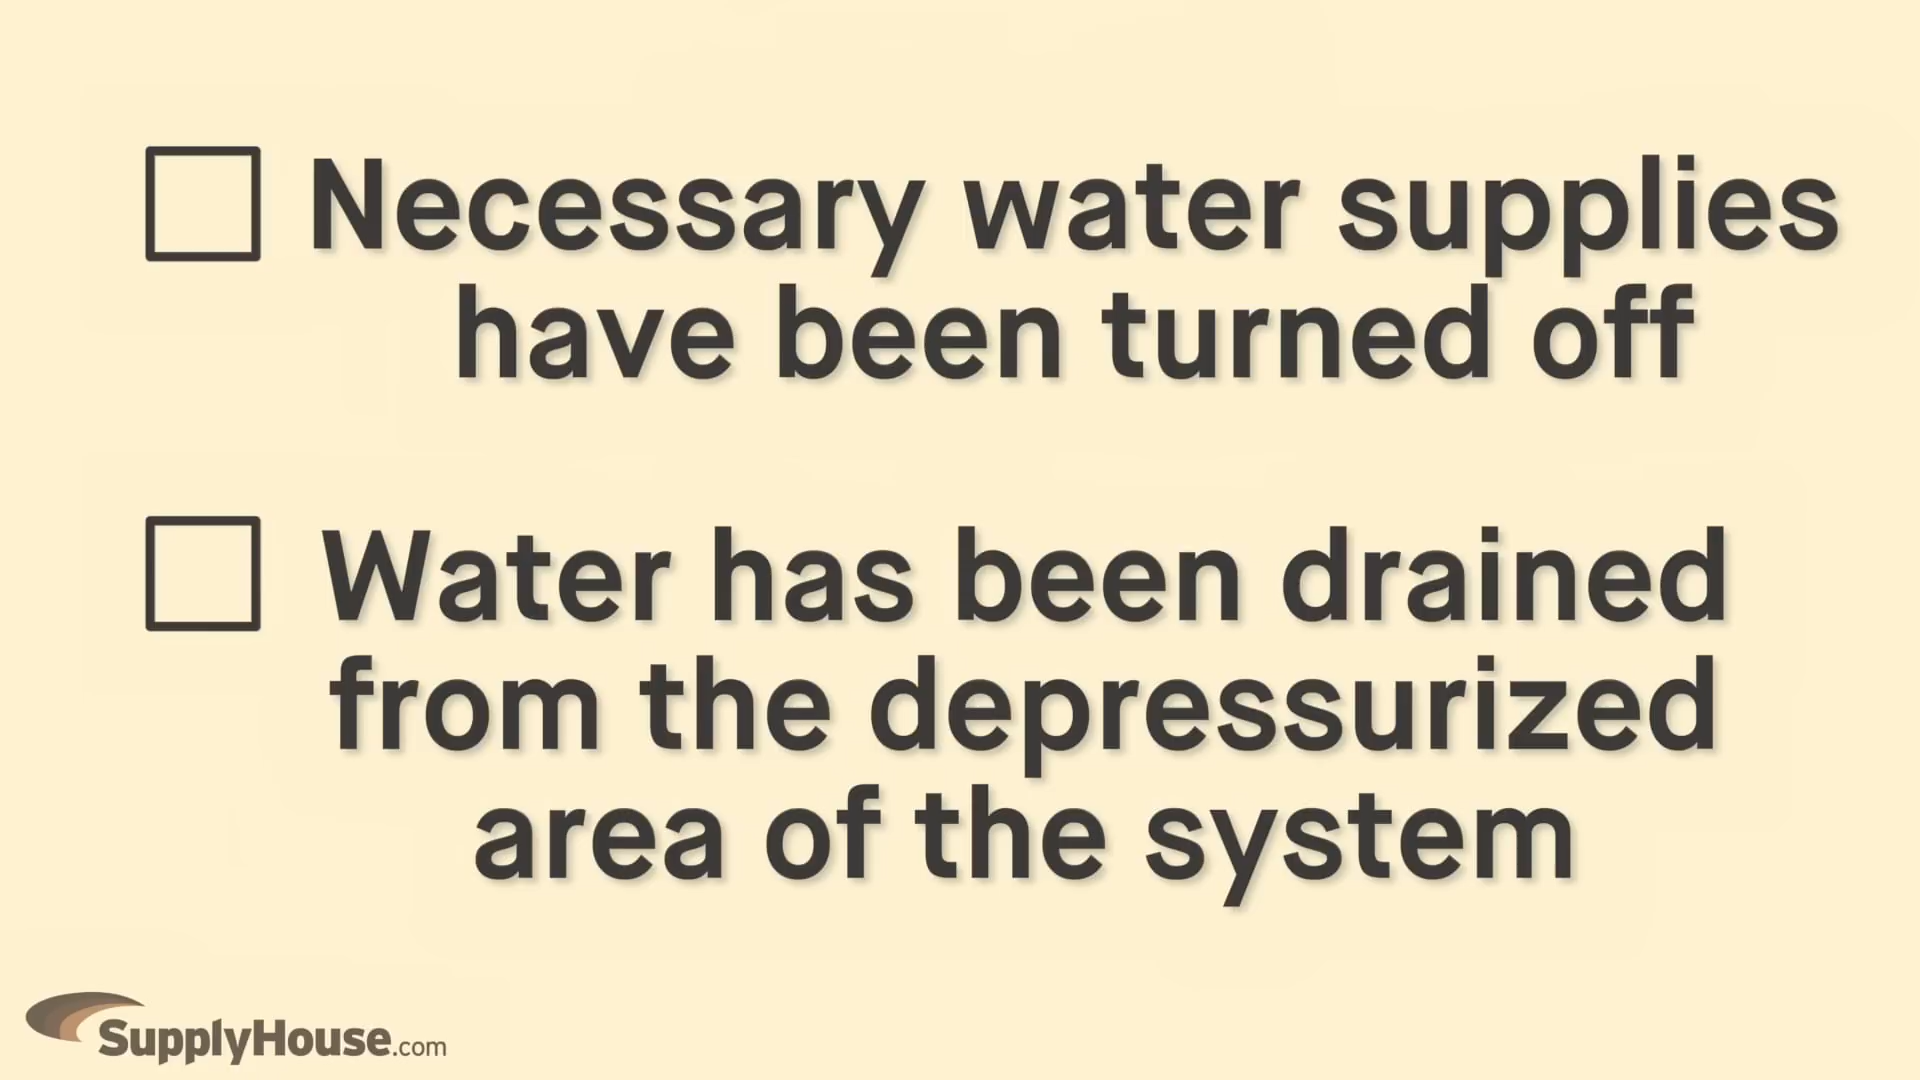 Necessary water supplies
have been turned off
Water has been drained
from the depressurized
area of the system
SupplyHouse.com